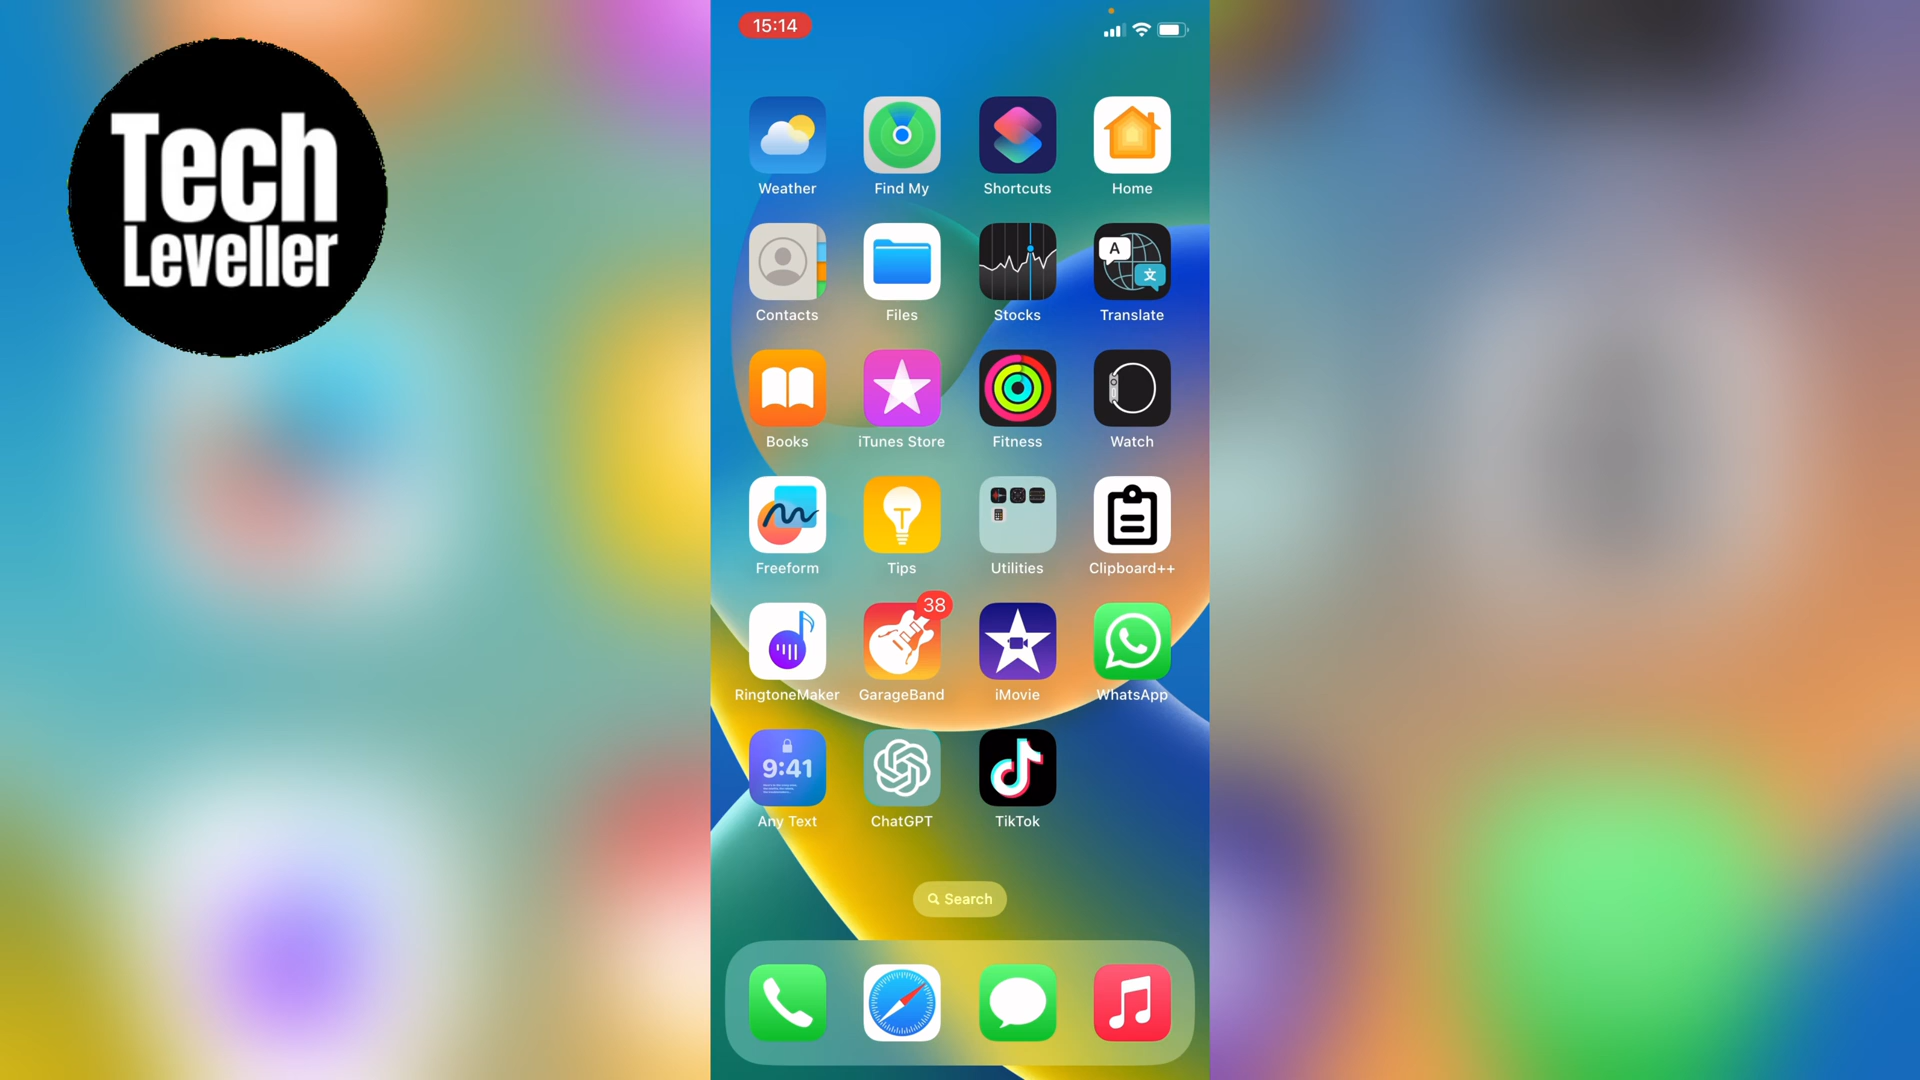 Tech
Leveller
15:14
Weather
Find My
Shortcuts
Home
A
文
Contacts
Files
Stocks
Translate
Books
iTunes Store
Fitness
Watch
Freeform
Tips
Utilities
Clipboard++
38
RingtoneMaker
GarageBand
iMovie
WhatsApp
9:41
Any Text
ChatGPT
TikTok
Search